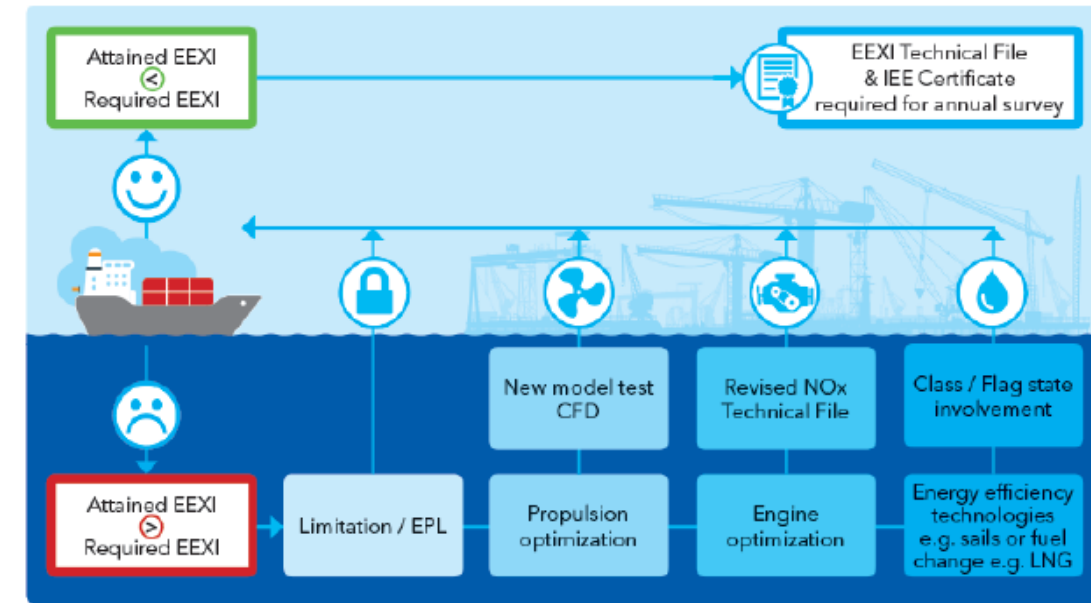 Attained EEXI
<
Required EEXI
EEXI Technical File
& IEE Certificate
required for annual survey
New model test
CFD
Revised NOx
Technical File
Class / Flag state
involvement
Attained EEXI
>
Required EEXI
Limitation / EPL
Propulsion
optimization
Engine
optimization
Energy efficiency
technologies
e.g. sails or fuel
change e.g. LNG